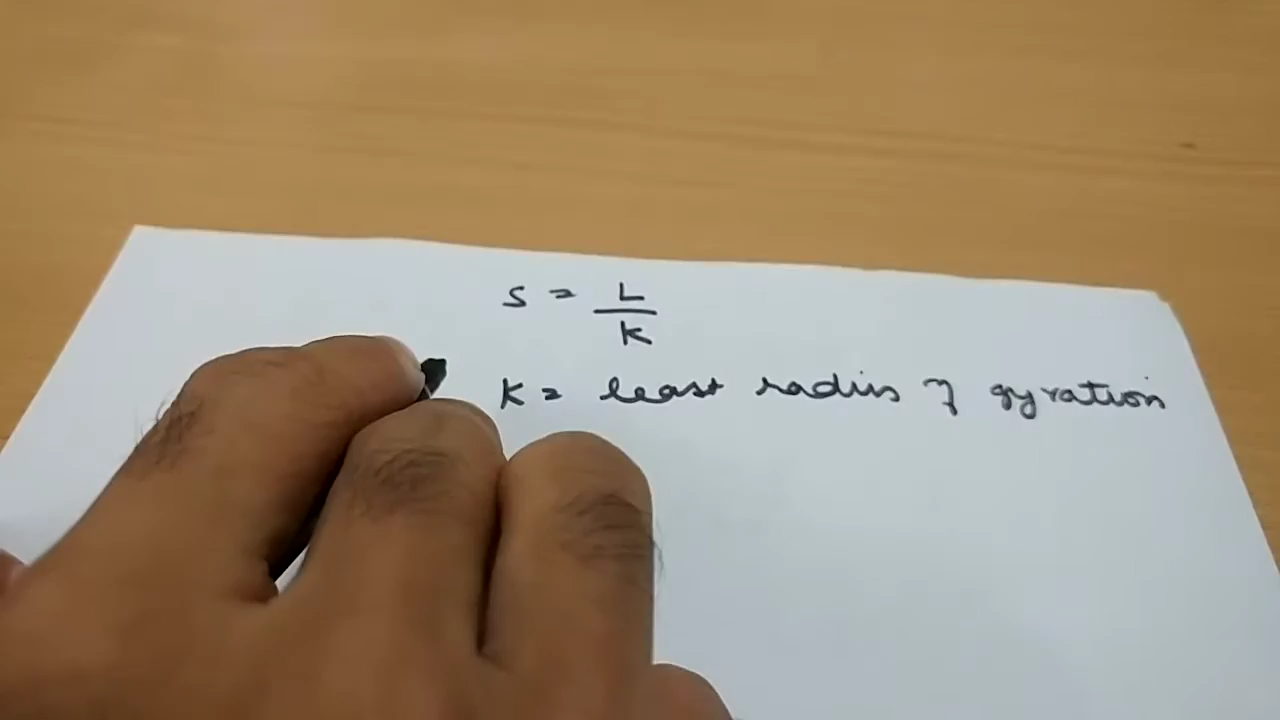 S = L / K
K = least radius of gyration